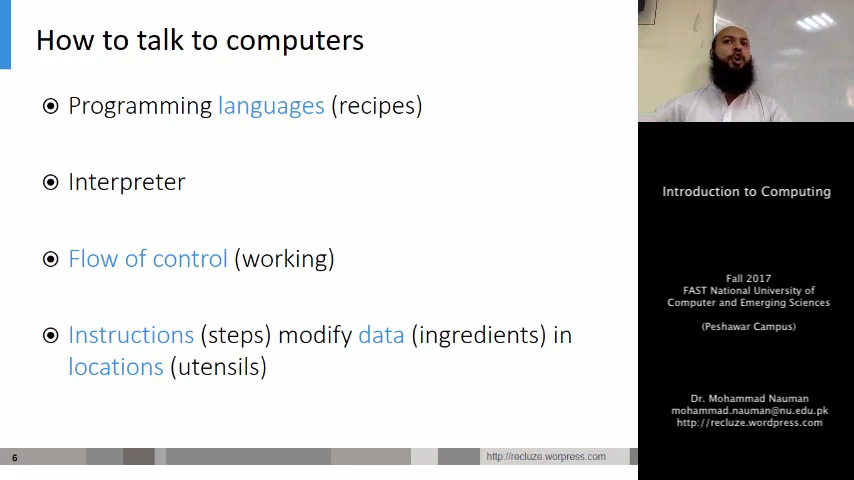 How to talk to computers
Programming languages (recipes)
Interpreter
Flow of control (working)
Instructions (steps) modify data (ingredients) in
locations (utensils)
6
http://recluze.worpress.com
Introduction to Computing
Fall 2017
FAST National University of
Computer and Emerging Sciences
(Peshawar Campus)
Dr. Mohammad Nauman
mohammad.nauman@nu.edu.pk
http://recluze.wordpress.com